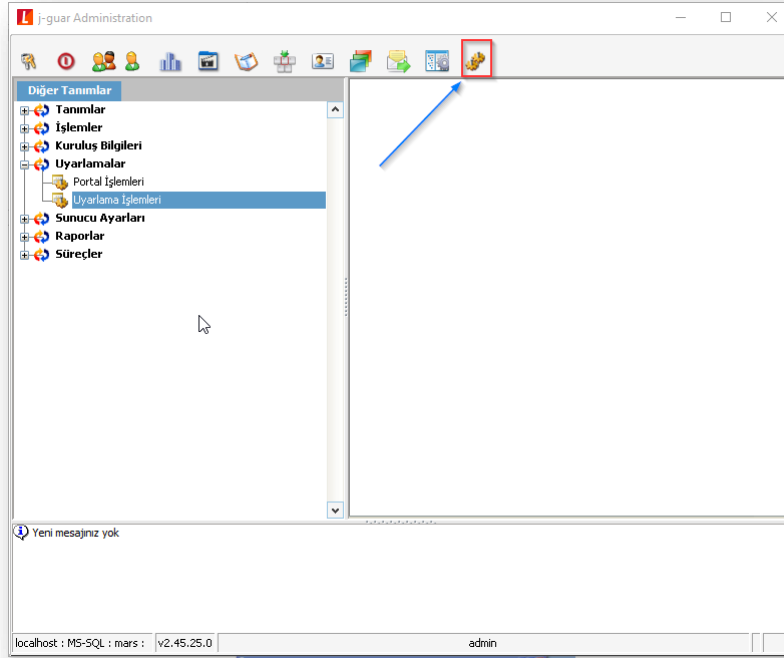 j-guar Administration
Diğer Tanımlar
Tanımlar
İşlemler
Kuruluş Bilgileri
Uyarlamalar
Portal İşlemleri
Uyarlama İşlemleri
Sunucu Ayarları
Raporlar
Süreçler
Yeni mesajınız yok
localhost : MS-SQL : mars : v2.45.25.0 admin